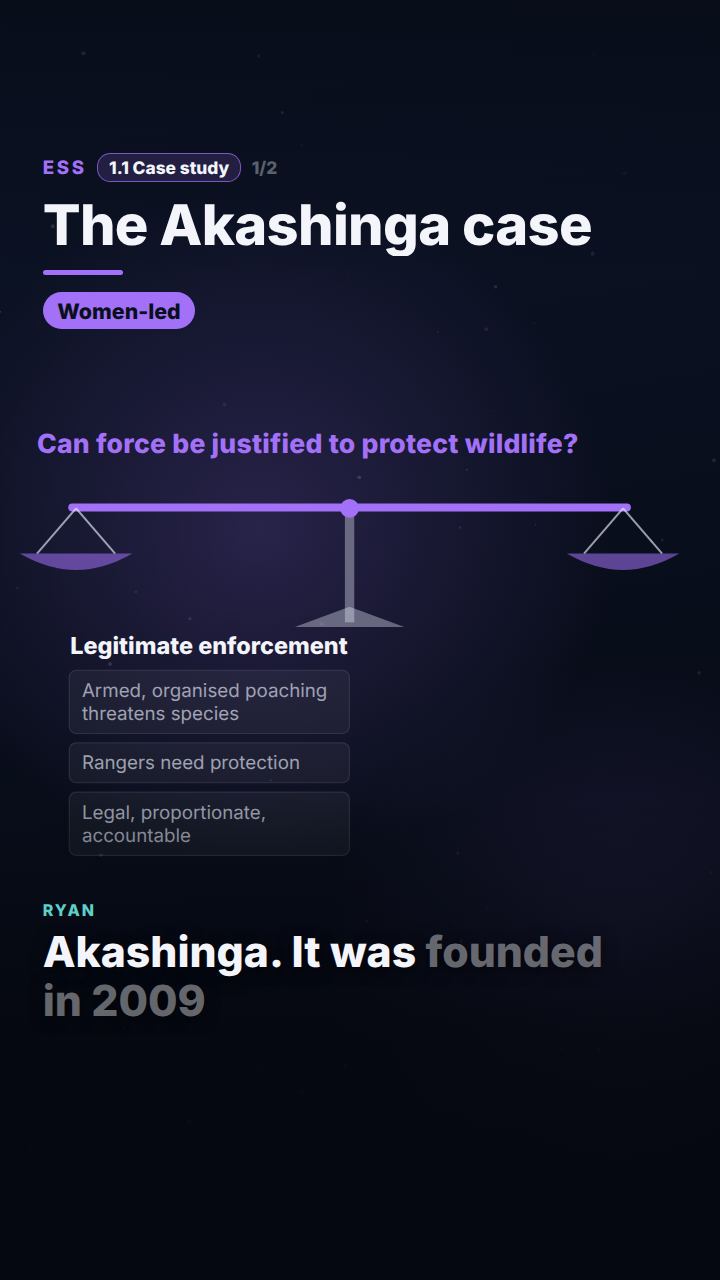 ESS 1.1 Case study 1/2
The Akashinga case
Women-led
Can force be justified to protect wildlife?
Legitimate enforcement
Armed, organised poaching
threatens species
Rangers need protection
Legal, proportionate,
accountable
RYAN
Akashinga. It was founded
in 2009